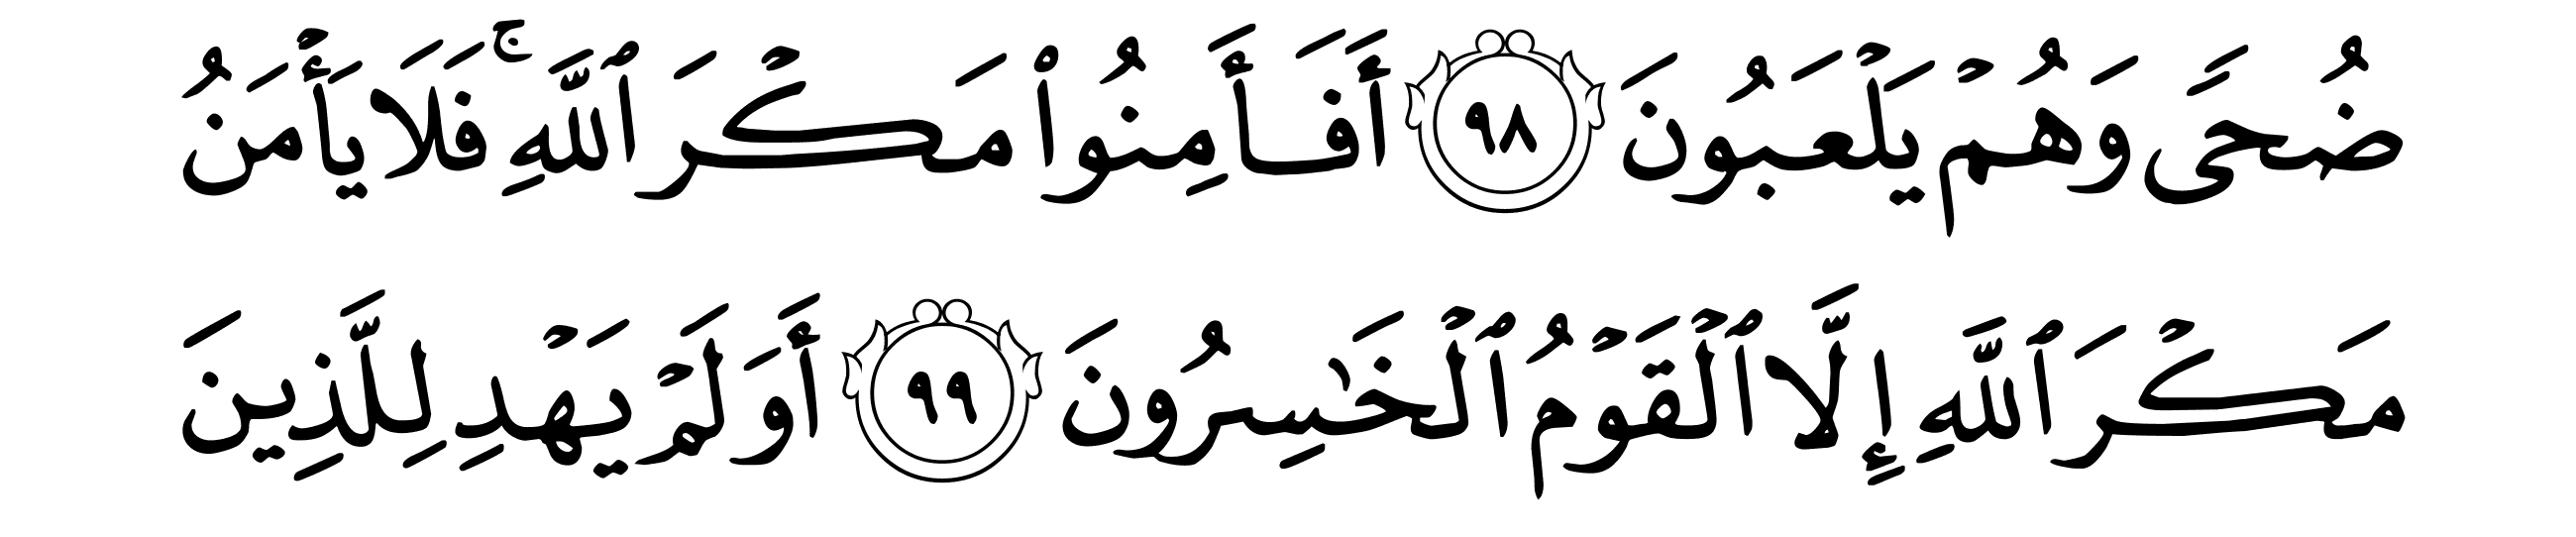 ضُحًى وَهُمْ يَلْعَبُونَ ٩٨ أَفَأَمِنُوا۟ مَكْرَ ٱللَّهِ ۚ فَلَا يَأْمَنُ
مَكْرَ ٱللَّهِ إِلَّا ٱلْقَوْمُ ٱلْخَـٰسِرُونَ ٩٩ أَوَلَمْ يَهْدِ لِلَّذِينَ